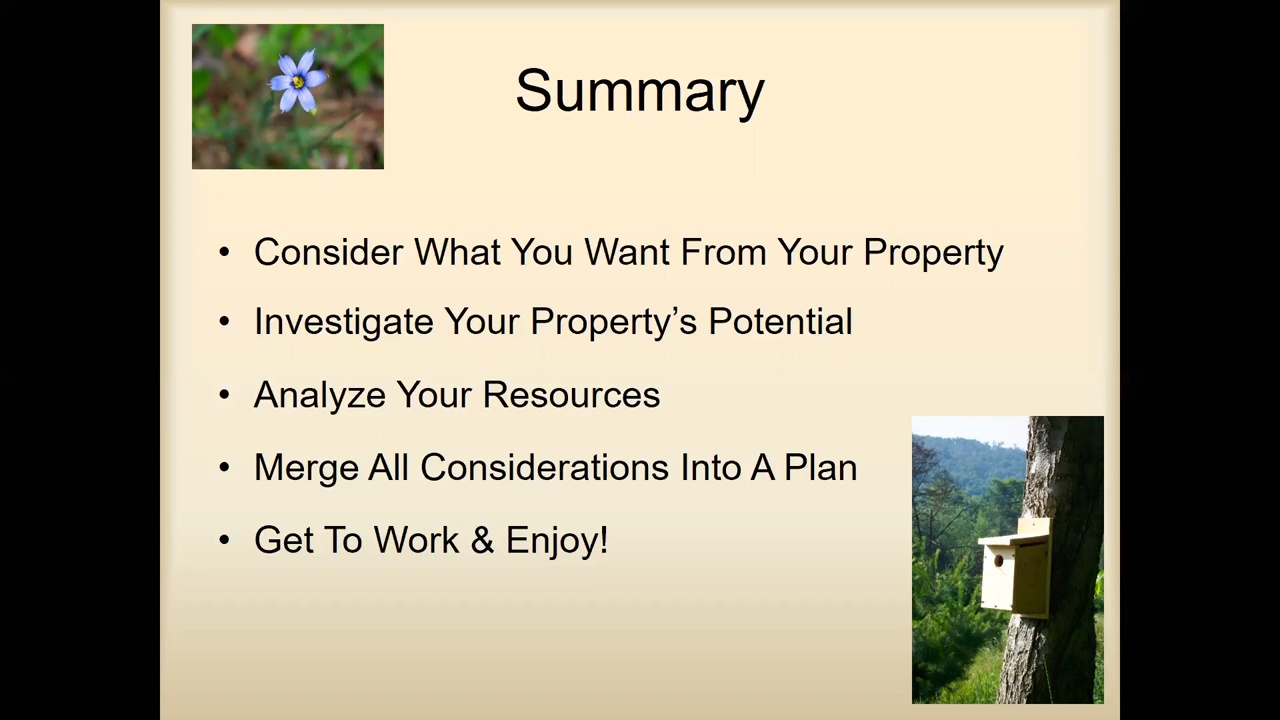 Summary
• Consider What You Want From Your Property
• Investigate Your Property’s Potential
• Analyze Your Resources
• Merge All Considerations Into A Plan
• Get To Work & Enjoy!